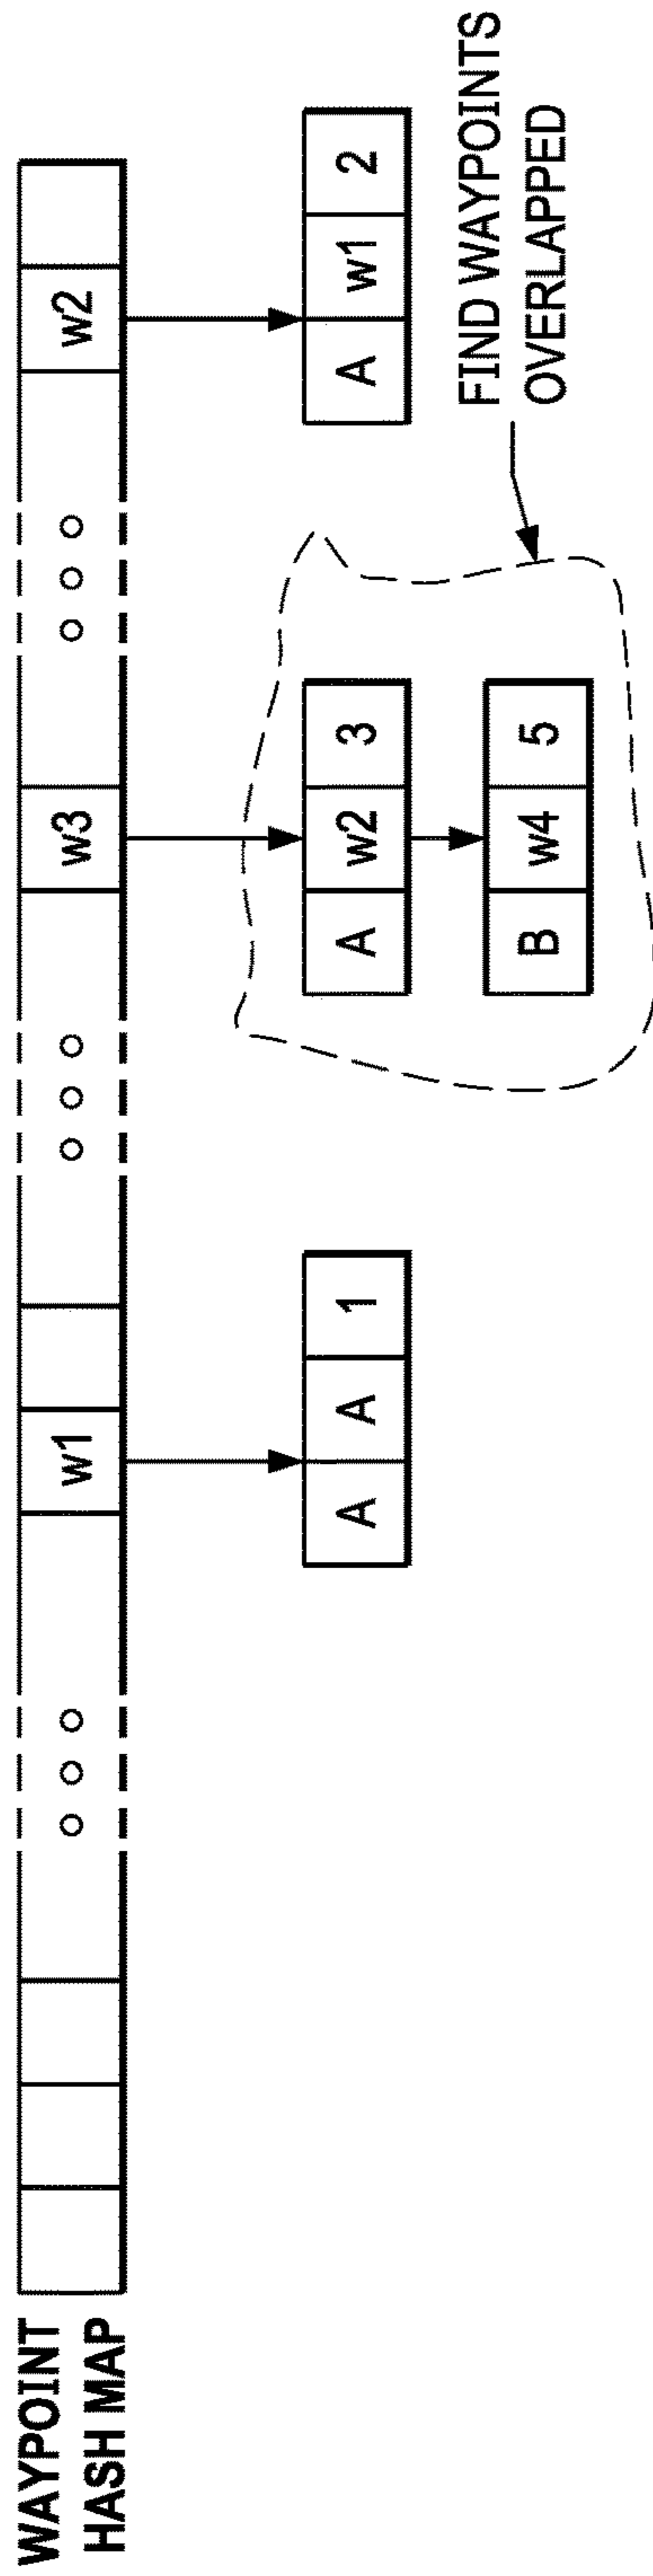 WAYPOINT
HASH MAP
w1
w3
w2
A A 1
A w2 3
A w1 2
B w4 5
FIND WAYPOINTS
OVERLAPPED